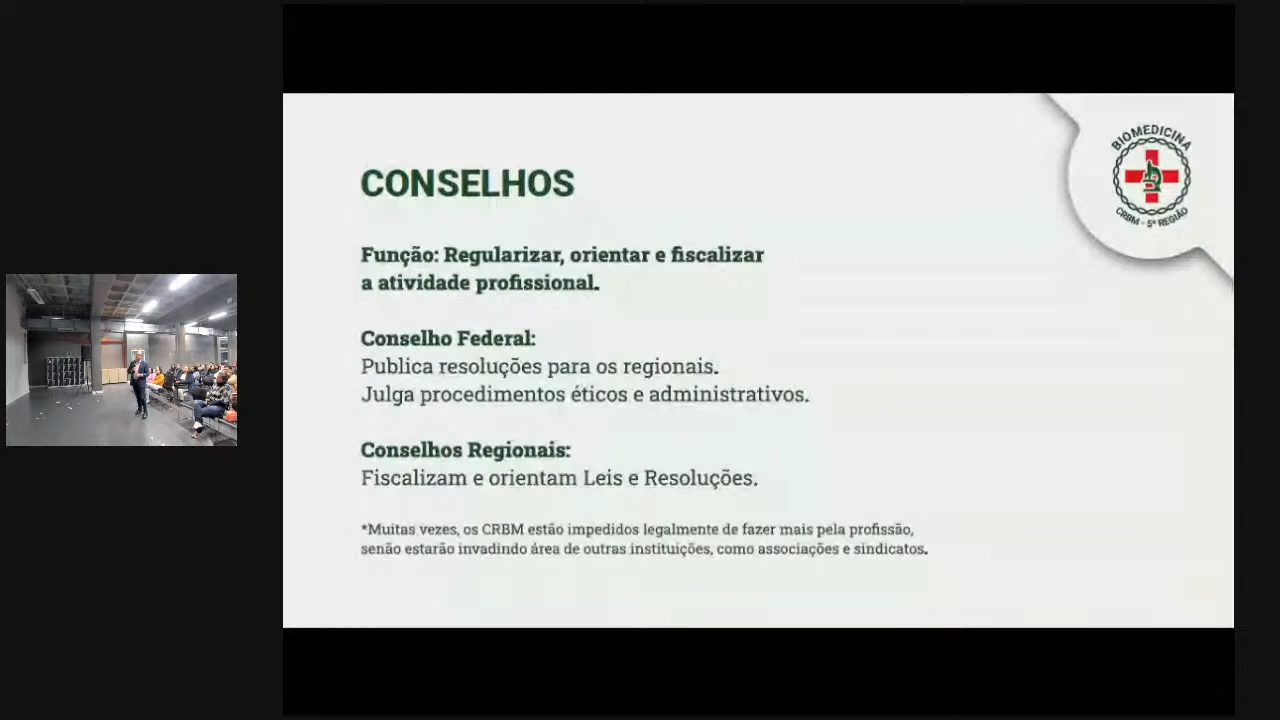 CONSELHOS
Função: Regularizar, orientar e fiscalizar
a atividade profissional.
Conselho Federal:
Publica resoluções para os regionais.
Julga procedimentos éticos e administrativos.
Conselhos Regionais:
Fiscalizam e orientam Leis e Resoluções.
*Muitas vezes, os CRBM estão impedidos legalmente de fazer mais pela profissão,
senão estarão invadindo área de outras instituições, como associações e sindicatos.
BIOMEDICINA
CRBM - 5ª REGIÃO